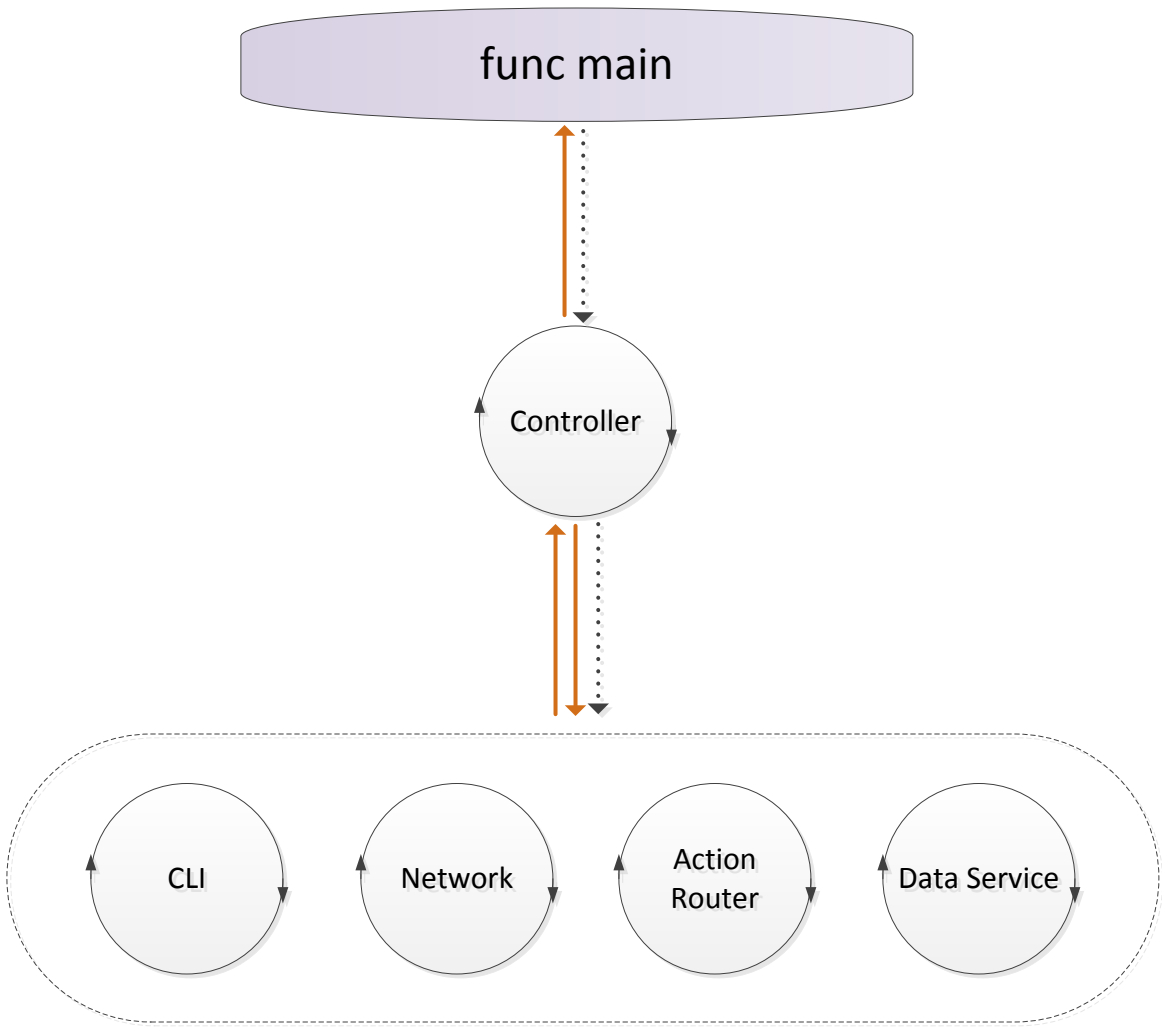 func main
Controller
CLI
Network
Action
Router
Data Service